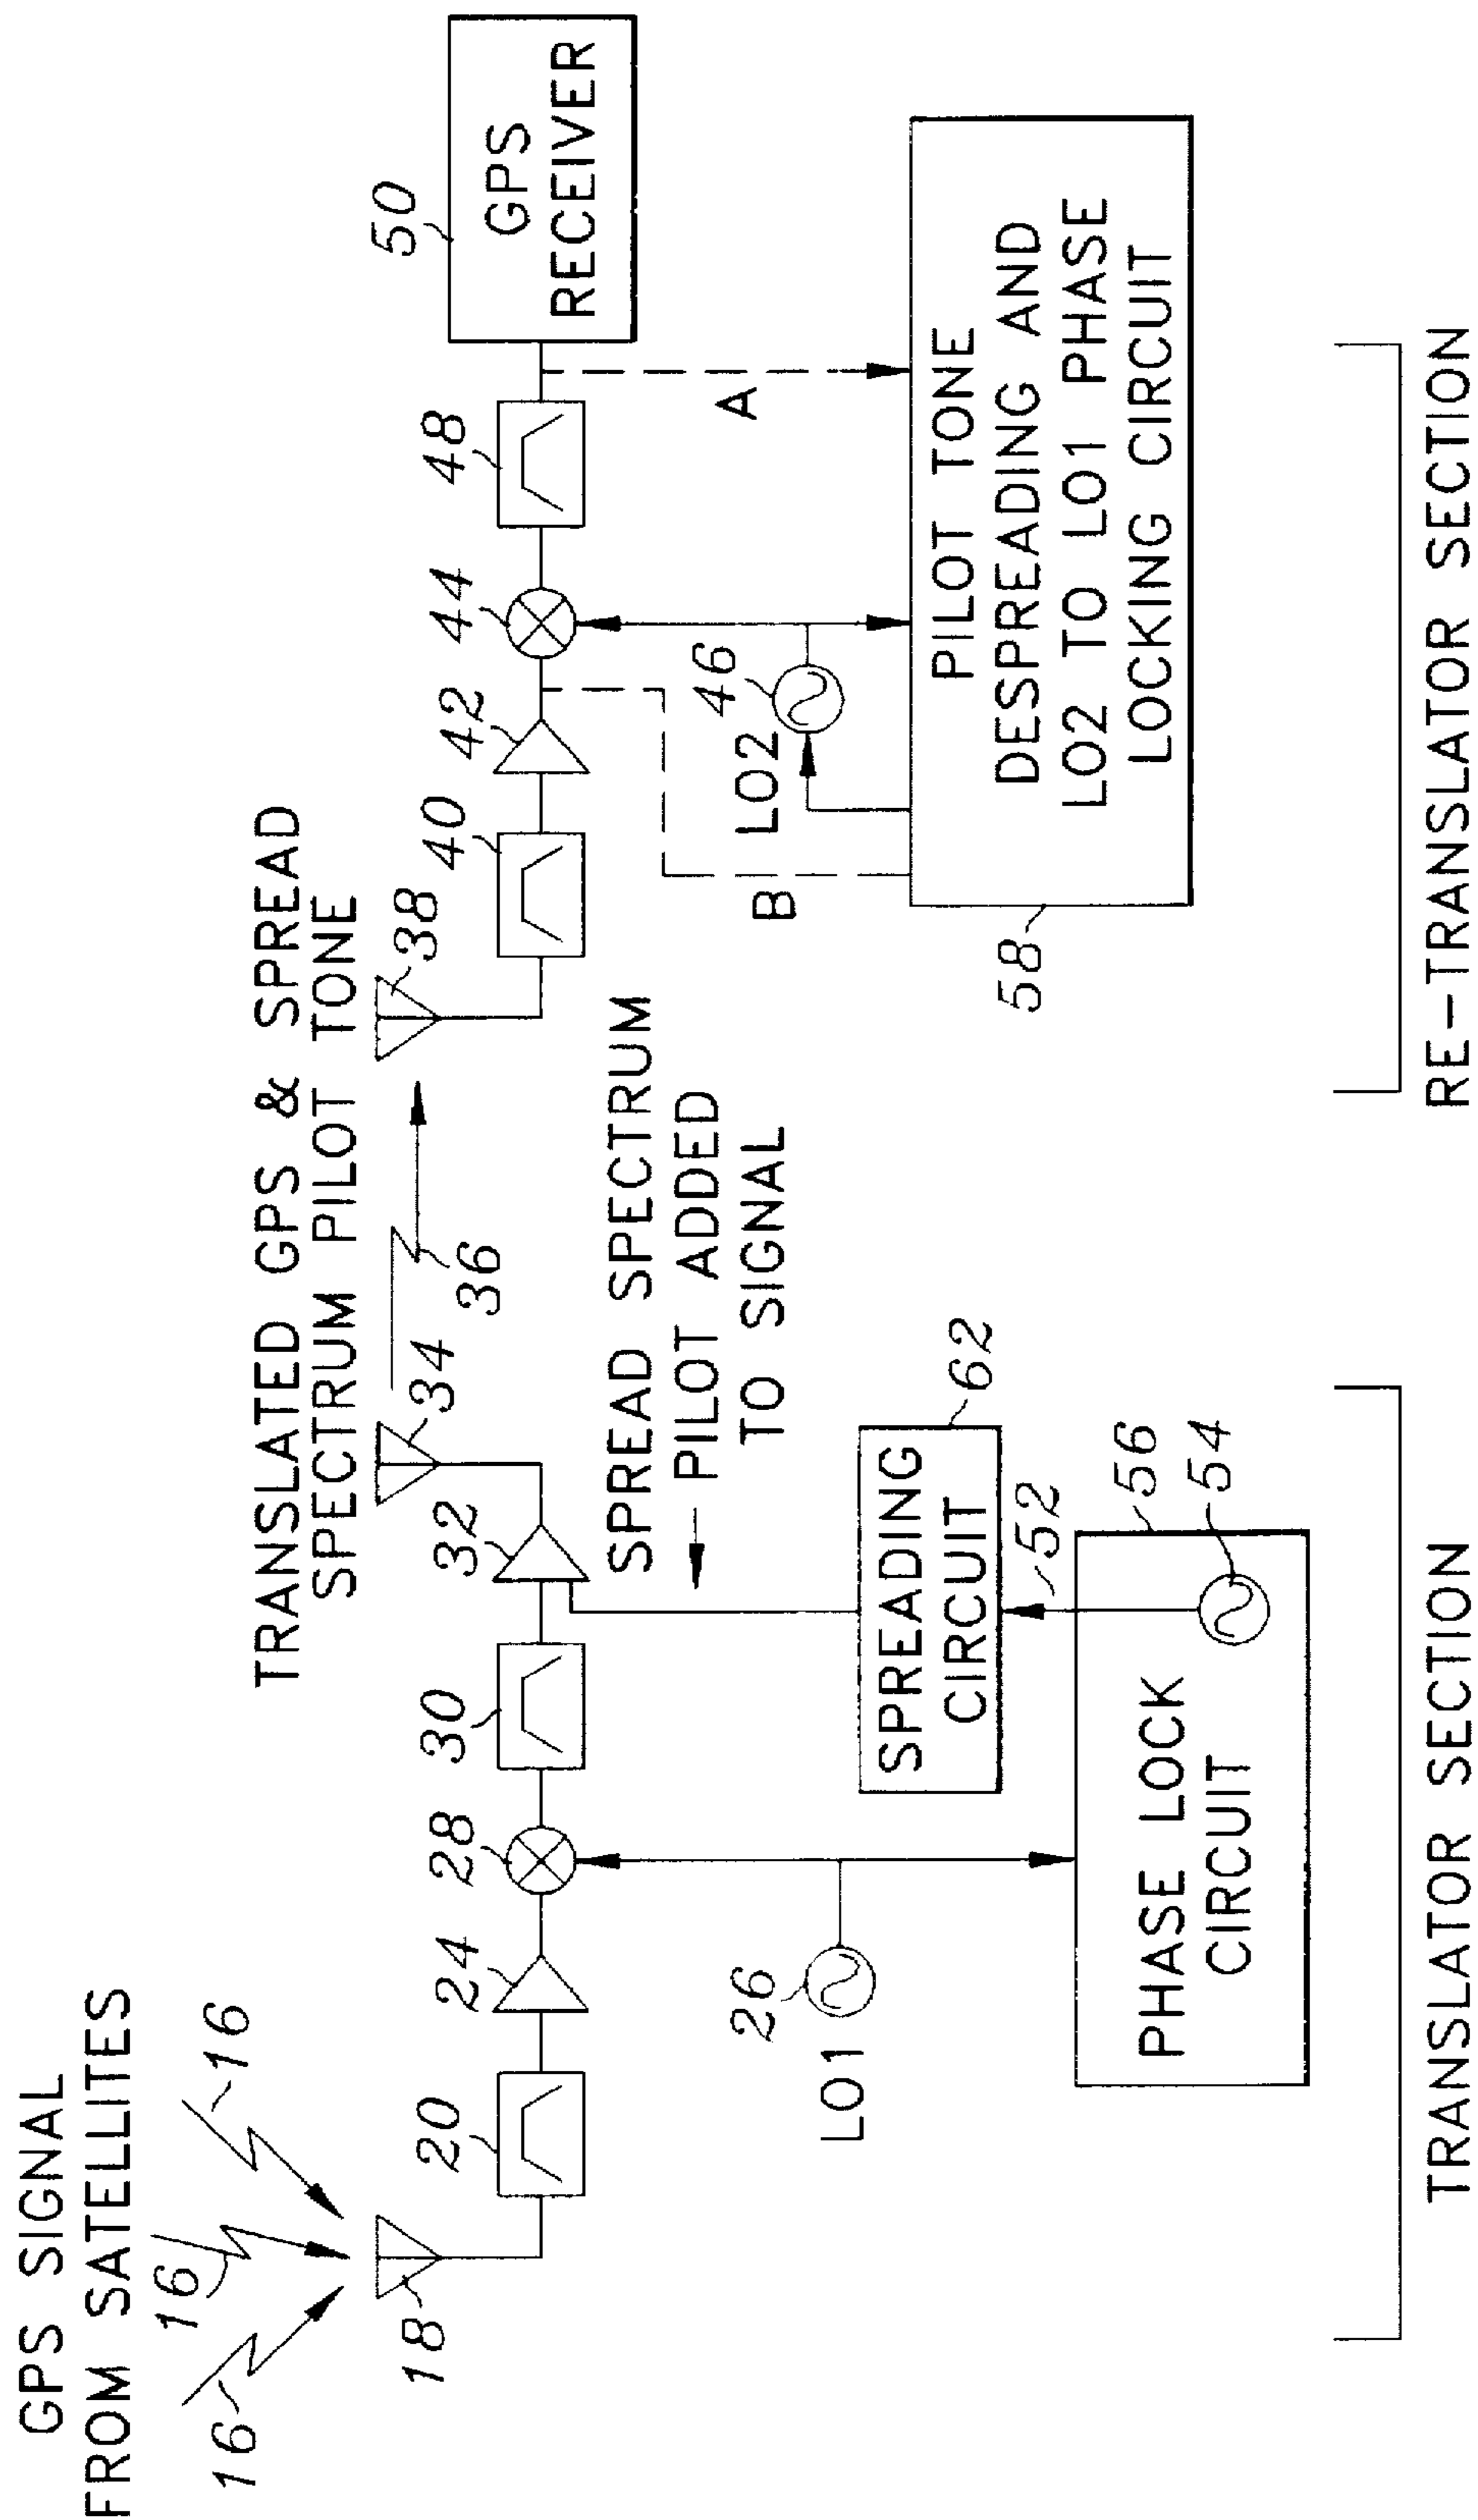 GPS SIGNAL
FROM SATELLITES
16
16
16
18
20
24
28
30
32
34
26
LO1
TRANSLATED GPS & SPREAD
SPECTRUM PILOT TONE
36
38
SPREAD SPECTRUM
PILOT ADDED
TO SIGNAL
SPREADING
CIRCUIT
62
52
56
54
PHASE LOCK
CIRCUIT
TRANSLATOR SECTION
40
42
44
48
50
GPS
RECEIVER
46
LO2
A
B
58
PILOT TONE
DESPREADING AND
LO2 TO LO1 PHASE
LOCKING CIRCUIT
RE-TRANSLATOR SECTION